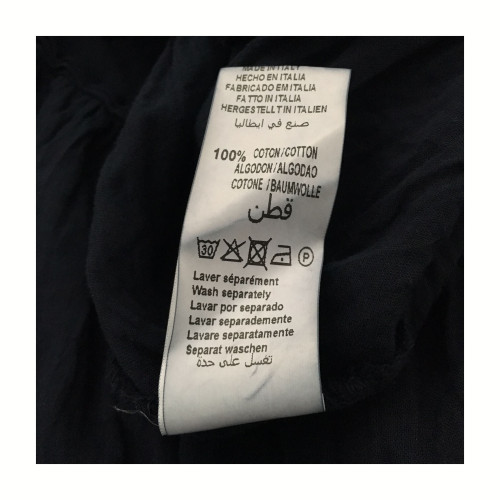 MADE IN ITALY
HECHO EN ITALIA
FABRICADO EM ITALIA
FATTO IN ITALIA
HERGESTELLT IN ITALIEN
صنع في ايطاليا
100% COTON/COTTON
ALGODON/ALGODAO
COTONE/BAUMWOLLE
قطن
30 P
Laver séparément
Wash separately
Lavar por separado
Lavar separademente
Lavare separatamente
Separat waschen
تغسل على حدة